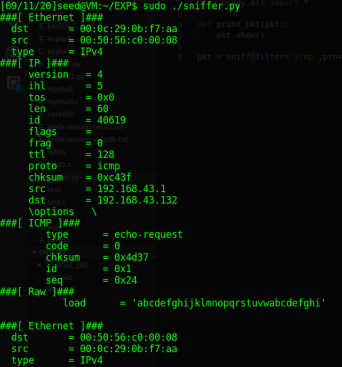 [09/11/20]seed@VM:~/EXP$ sudo ./sniffer.py
###[ Ethernet ]###
dst = 00:0c:29:0b:f7:aa
src = 00:50:56:c0:00:08
type = IPv4
###[ IP ]###
version = 4
ihl = 5
tos = 0x0
len = 60
id = 40619
flags =
frag = 0
ttl = 128
proto = icmp
chksum = 0xc43f
src = 192.168.43.1
dst = 192.168.43.132
\options \
###[ ICMP ]###
type = echo-request
code = 0
chksum = 0x4d37
id = 0x1
seq = 0x24
###[ Raw ]###
load = 'abcdefghijklmnopqrstuvwabcdefghi'
###[ Ethernet ]###
dst = 00:50:56:c0:00:08
src = 00:0c:29:0b:f7:aa
type = IPv4
import *
def print_pkt(pkt):
pkt.show()
pkt = sniff(filter='icmp',prn=